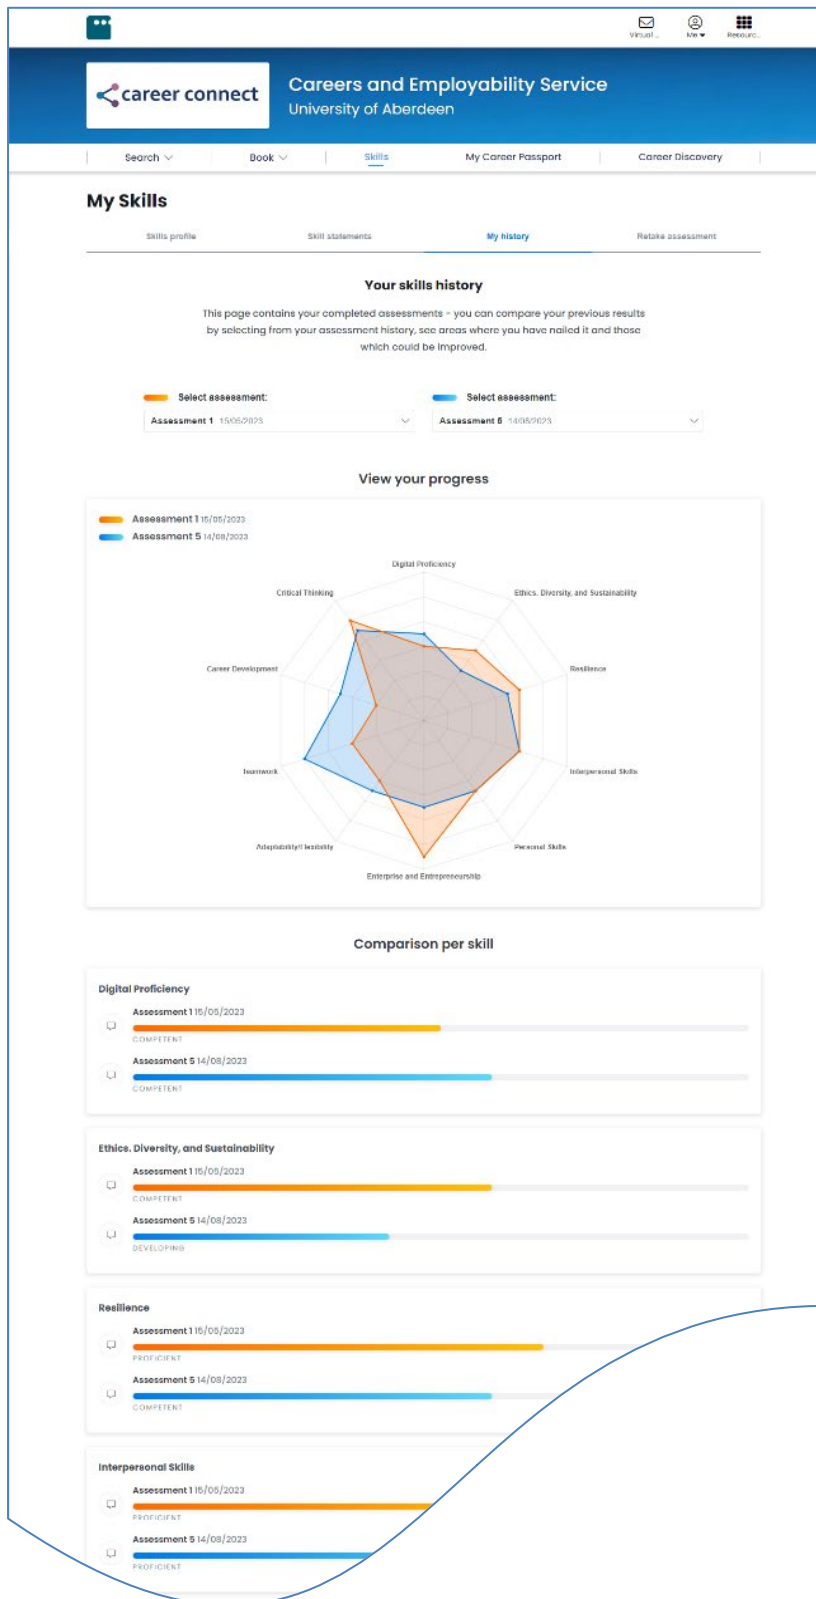 Virtual ...
Me
Resourc...
career connect
Careers and Employability Service
University of Aberdeen
Search
Book
Skills
My Career Passport
Career Discovery
My Skills
Skills profile
Skill statements
My history
Retake assessment
Your skills history
This page contains your completed assessments - you can compare your previous results
by selecting from your assessment history, see areas where you have nailed it and those
which could be improved.
Select assessment:
Select assessment:
Assessment 1 15/05/2023
Assessment 5 14/08/2023
View your progress
Assessment 1 15/05/2023
Assessment 5 14/08/2023
Digital Proficiency
Critical Thinking
Ethics, Diversity, and Sustainability
Career Development
Resilience
Teamwork
Interpersonal Skills
Adaptability/Flexibility
Personal Skills
Enterprise and Entrepreneurship
Comparison per skill
Digital Proficiency
Assessment 1 15/05/2023
COMPETENT
Assessment 5 14/08/2023
COMPETENT
Ethics, Diversity, and Sustainability
Assessment 1 15/05/2023
COMPETENT
Assessment 5 14/08/2023
DEVELOPING
Resilience
Assessment 1 15/05/2023
PROFICIENT
Assessment 5 14/08/2023
COMPETENT
Interpersonal Skills
Assessment 1 15/05/2023
PROFICIENT
Assessment 5 14/08/2023
PROFICIENT